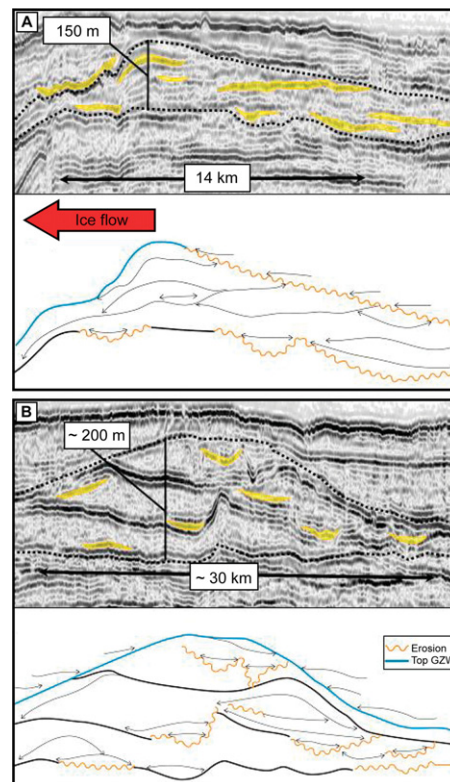 A
150 m
14 km
Ice flow
B
~ 200 m
~ 30 km
Erosion
Top GZW